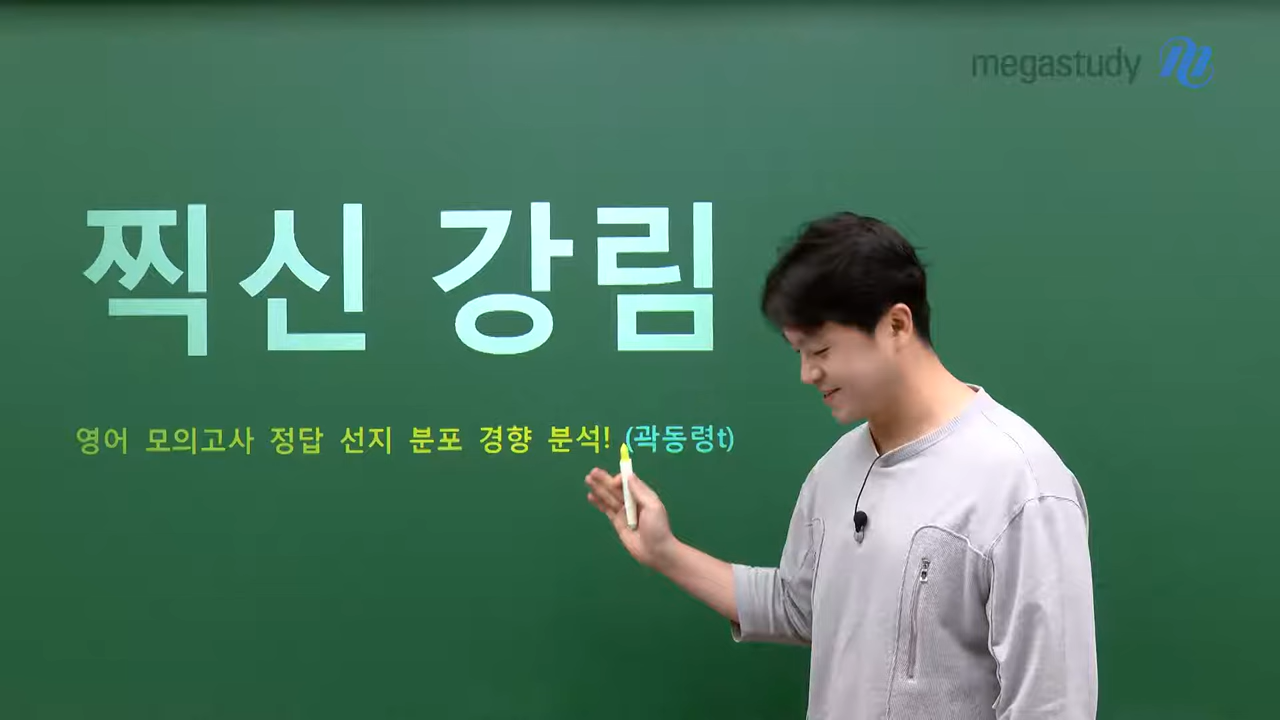 megastudy
찍신 강림
영어 모의고사 정답 선지 분포 경향 분석! (곽동령t)